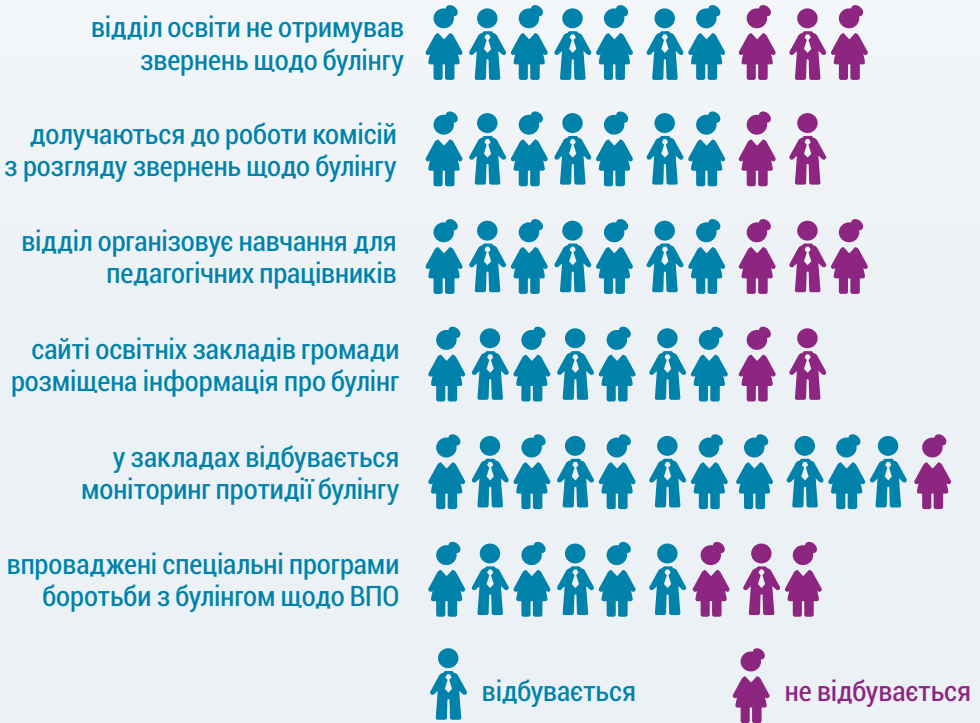 відділ освіти не отримував
звернень щодо булінгу
долучаються до роботи комісій
з розгляду звернень щодо булінгу
відділ організовує навчання для
педагогічних працівників
сайті освітніх закладів громади
розміщена інформація про булінг
у закладах відбувається
моніторинг протидії булінгу
впроваджені спеціальні програми
боротьби з булінгом щодо ВПО
відбувається
не відбувається